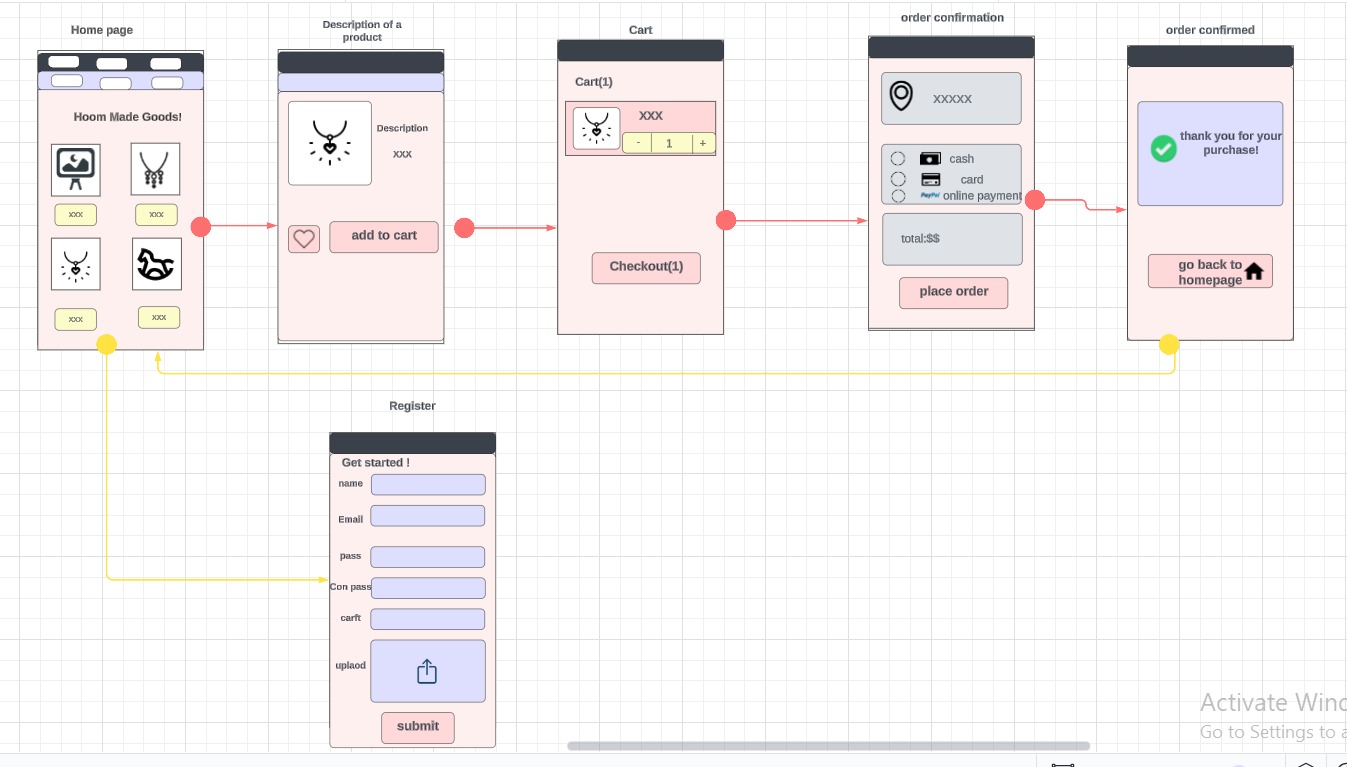 Home page
Hoom Made Goods!
xxx
xxx
xxx
xxx
Description of a
product
Description
xxx
add to cart
Cart
Cart(1)
xxx
- 1 +
Checkout(1)
order confirmation
xxxxx
cash
card
PayPal online payment
total:$$
place order
order confirmed
thank you for your
purchase!
go back to
homepage
Register
Get started !
name
Email
pass
Con pass
carft
uplaod
submit
Activate Wind
Go to Settings to a